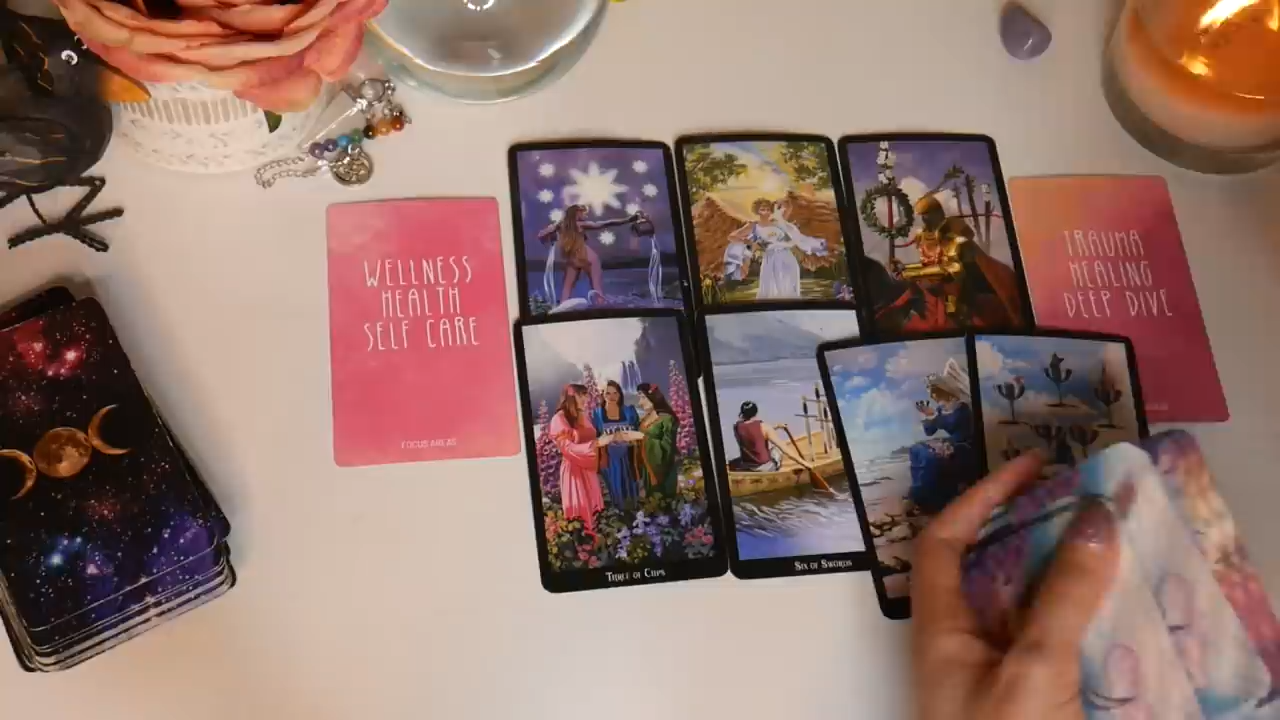 WELLNESS
HEALTH
SELF CARE
FOCUS AREAS
TRAUMA
HEALING
DEEP DIVE
THREE OF CUPS
SIX OF SWORDS